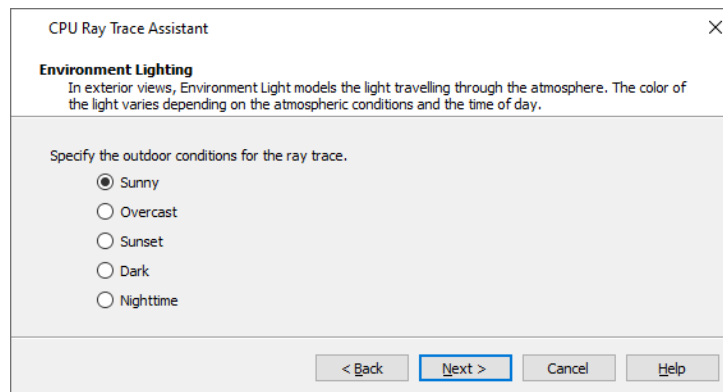 CPU Ray Trace Assistant
Environment Lighting
In exterior views, Environment Light models the light travelling through the atmosphere. The color of
the light varies depending on the atmospheric conditions and the time of day.
Specify the outdoor conditions for the ray trace.
Sunny
Overcast
Sunset
Dark
Nighttime
< Back Next > Cancel Help